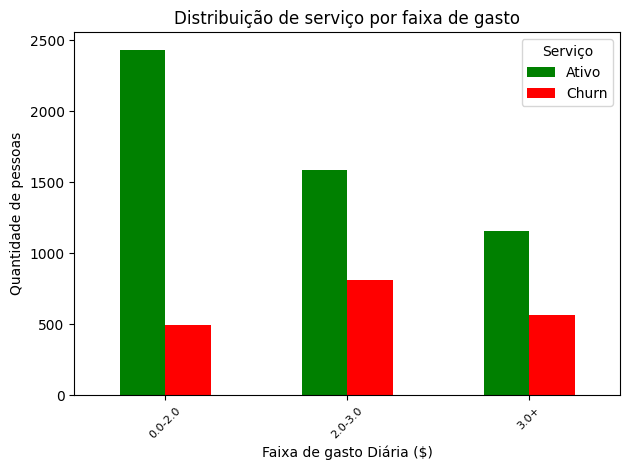 Distribuição de serviço por faixa de gasto
Serviço
Ativo
Churn
Quantidade de pessoas
2500
2000
1500
1000
500
0
0.0-2.0
2.0-3.0
3.0+
Faixa de gasto Diária ($)